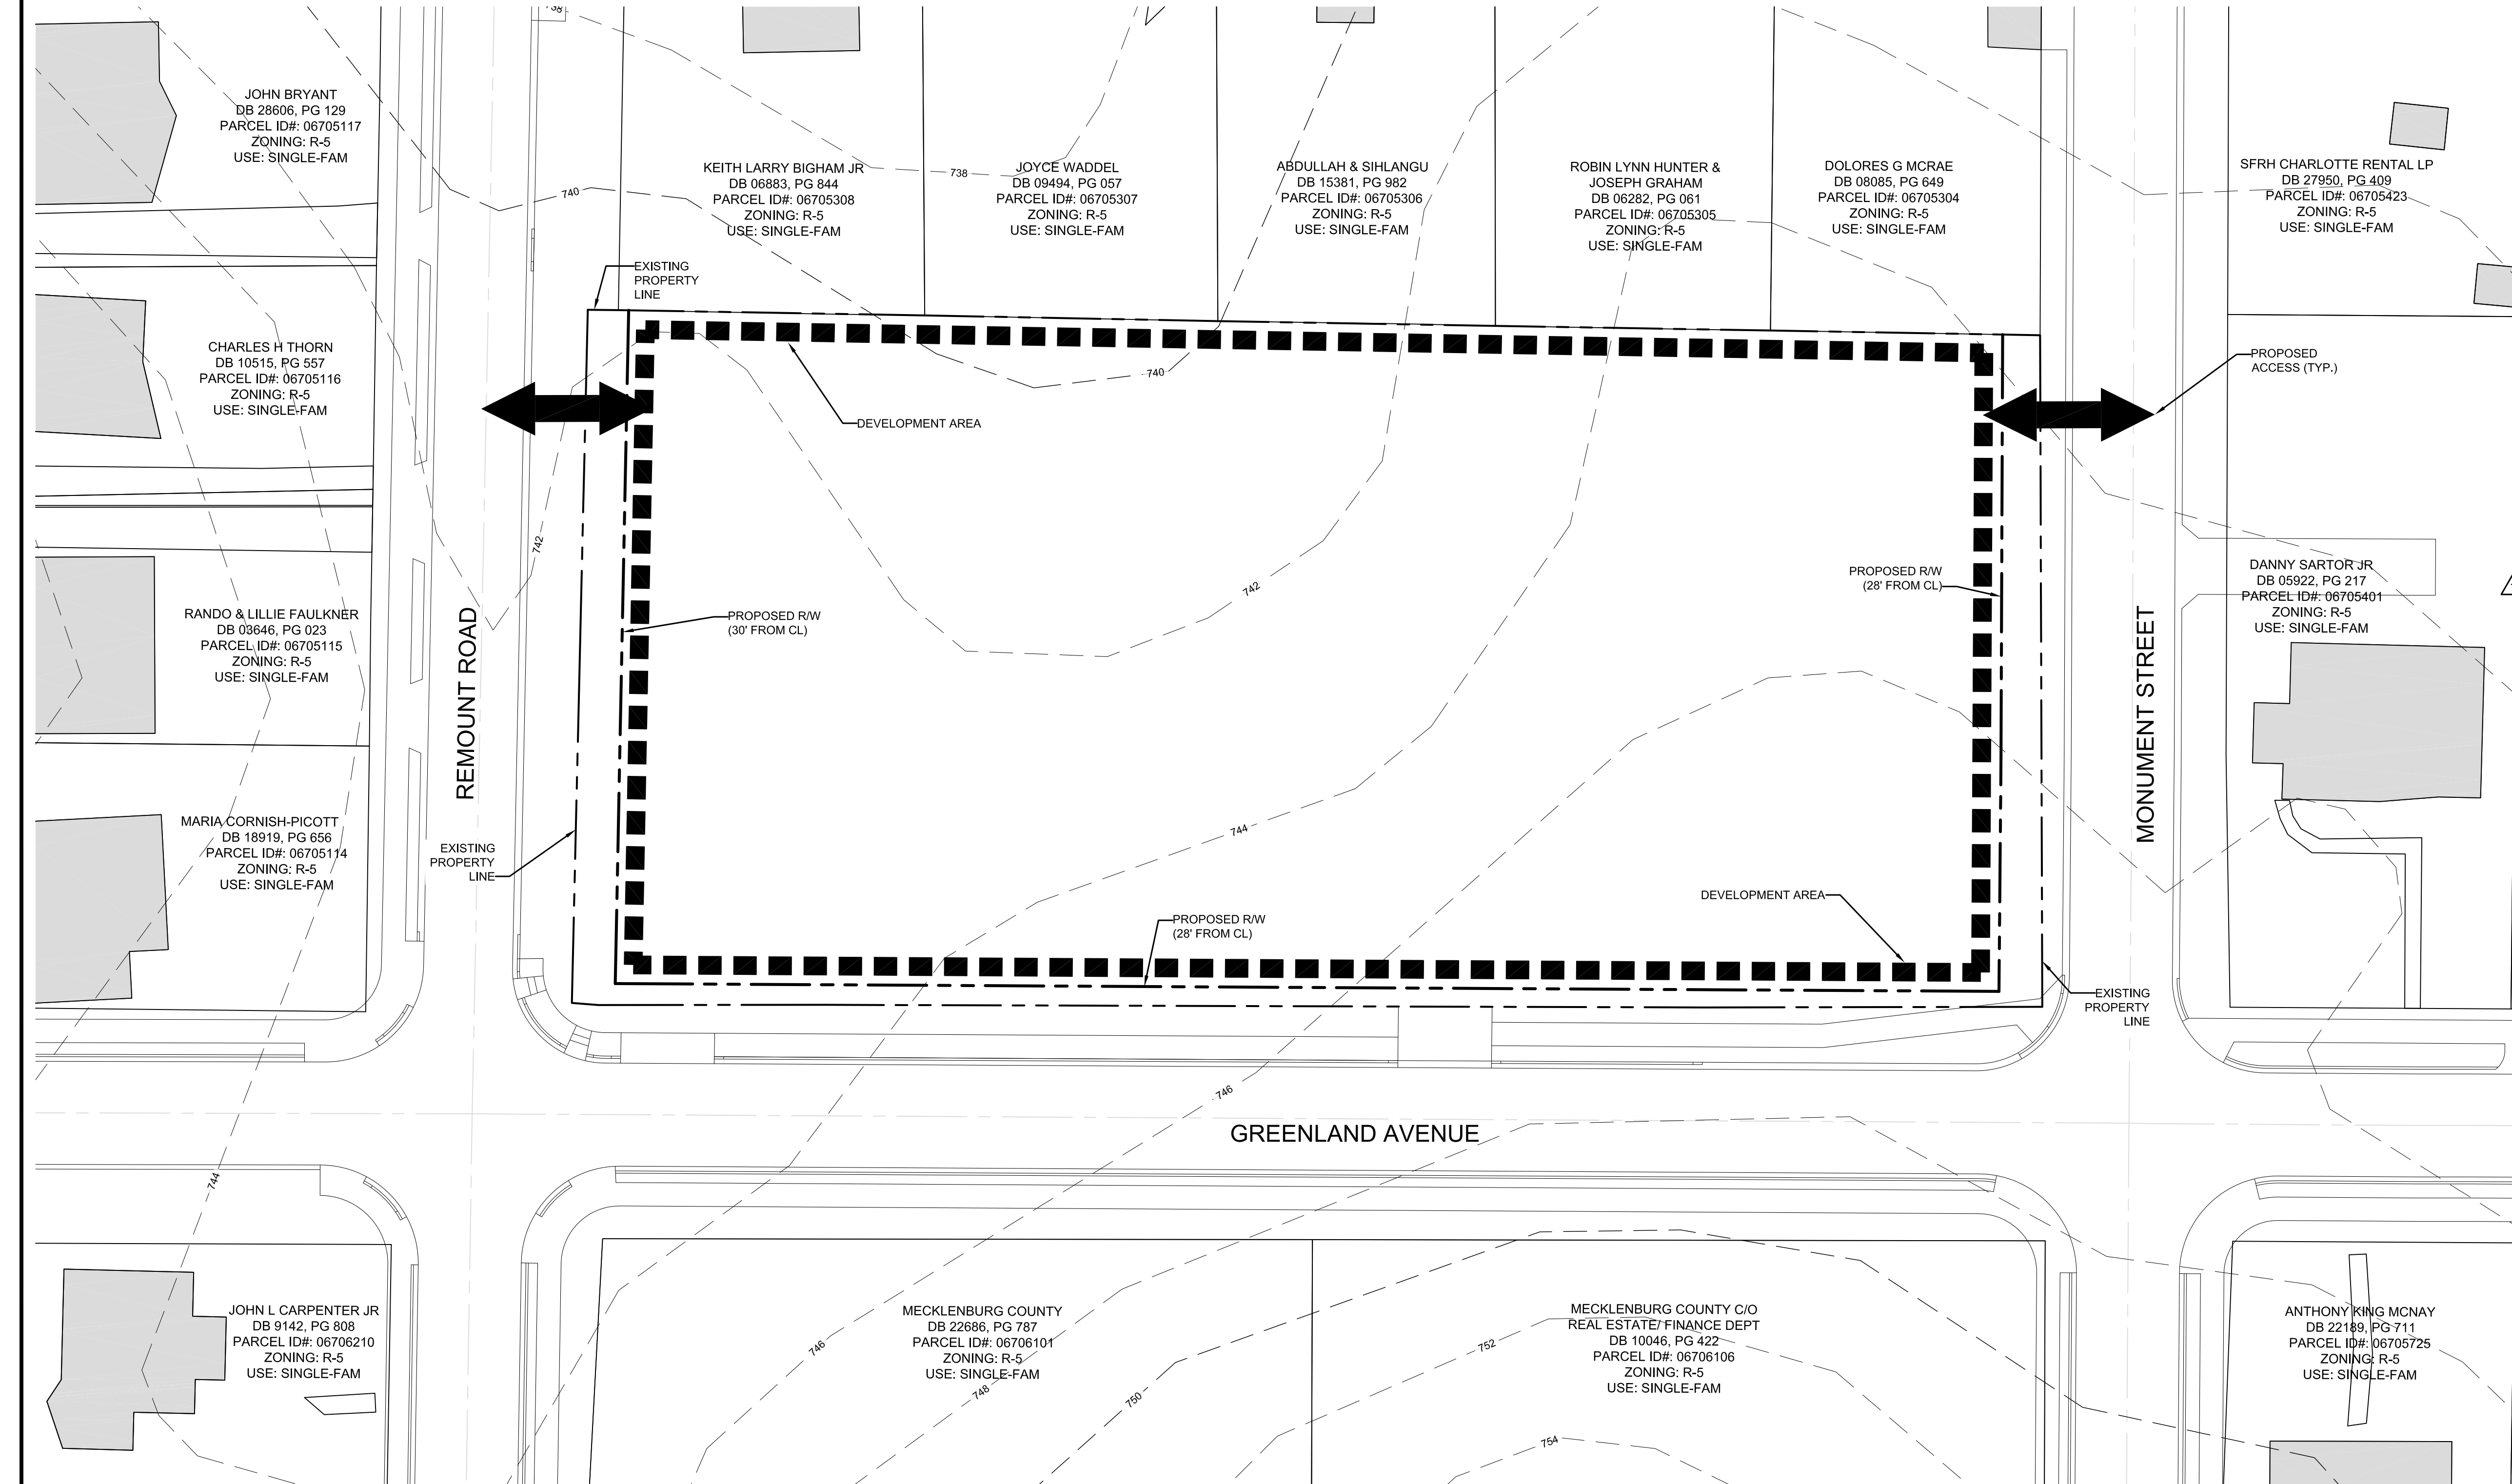 738
JOHN BRYANT
DB 28606, PG 129
PARCEL ID#: 06705117
ZONING: R-5
USE: SINGLE-FAM
KEITH LARRY BIGHAM JR
DB 06883, PG 844
PARCEL ID#: 06705308
ZONING: R-5
USE: SINGLE-FAM
738
JOYCE WADDEL
DB 09494, PG 057
PARCEL ID#: 06705307
ZONING: R-5
USE: SINGLE-FAM
ABDULLAH & SIHLANGU
DB 15381, PG 982
PARCEL ID#: 06705306
ZONING: R-5
USE: SINGLE-FAM
ROBIN LYNN HUNTER &
JOSEPH GRAHAM
DB 06282, PG 061
PARCEL ID#: 06705305
ZONING: R-5
USE: SINGLE-FAM
DOLORES G MCRAE
DB 08085, PG 649
PARCEL ID#: 06705304
ZONING: R-5
USE: SINGLE-FAM
SFRH CHARLOTTE RENTAL LP
DB 27950, PG 409
PARCEL ID#: 06705423
ZONING: R-5
USE: SINGLE-FAM
740
EXISTING
PROPERTY
LINE
CHARLES H THORN
DB 10515, PG 557
PARCEL ID#: 06705116
ZONING: R-5
USE: SINGLE-FAM
740
PROPOSED
ACCESS (TYP.)
DEVELOPMENT AREA
742
742
RANDO & LILLIE FAULKNER
DB 03646, PG 023
PARCEL ID#: 06705115
ZONING: R-5
USE: SINGLE-FAM
REMOUNT ROAD
PROPOSED R/W
(30' FROM CL)
PROPOSED R/W
(28' FROM CL)
MONUMENT STREET
DANNY SARTOR JR
DB 05922, PG 217
PARCEL ID#: 06705401
ZONING: R-5
USE: SINGLE-FAM
MARIA CORNISH-PICOTT
DB 18919, PG 656
PARCEL ID#: 06705114
ZONING: R-5
USE: SINGLE-FAM
EXISTING
PROPERTY
LINE
744
PROPOSED R/W
(28' FROM CL)
DEVELOPMENT AREA
EXISTING
PROPERTY
LINE
746
GREENLAND AVENUE
744
JOHN L CARPENTER JR
DB 9142, PG 808
PARCEL ID#: 06706210
ZONING: R-5
USE: SINGLE-FAM
746
MECKLENBURG COUNTY
DB 22686, PG 787
PARCEL ID#: 06706101
ZONING: R-5
USE: SINGLE-FAM
748
750
752
MECKLENBURG COUNTY C/O
REAL ESTATE/ FINANCE DEPT
DB 10046, PG 422
PARCEL ID#: 06706106
ZONING: R-5
USE: SINGLE-FAM
754
ANTHONY KING MCNAY
DB 22189, PG 711
PARCEL ID#: 06705725
ZONING: R-5
USE: SINGLE-FAM